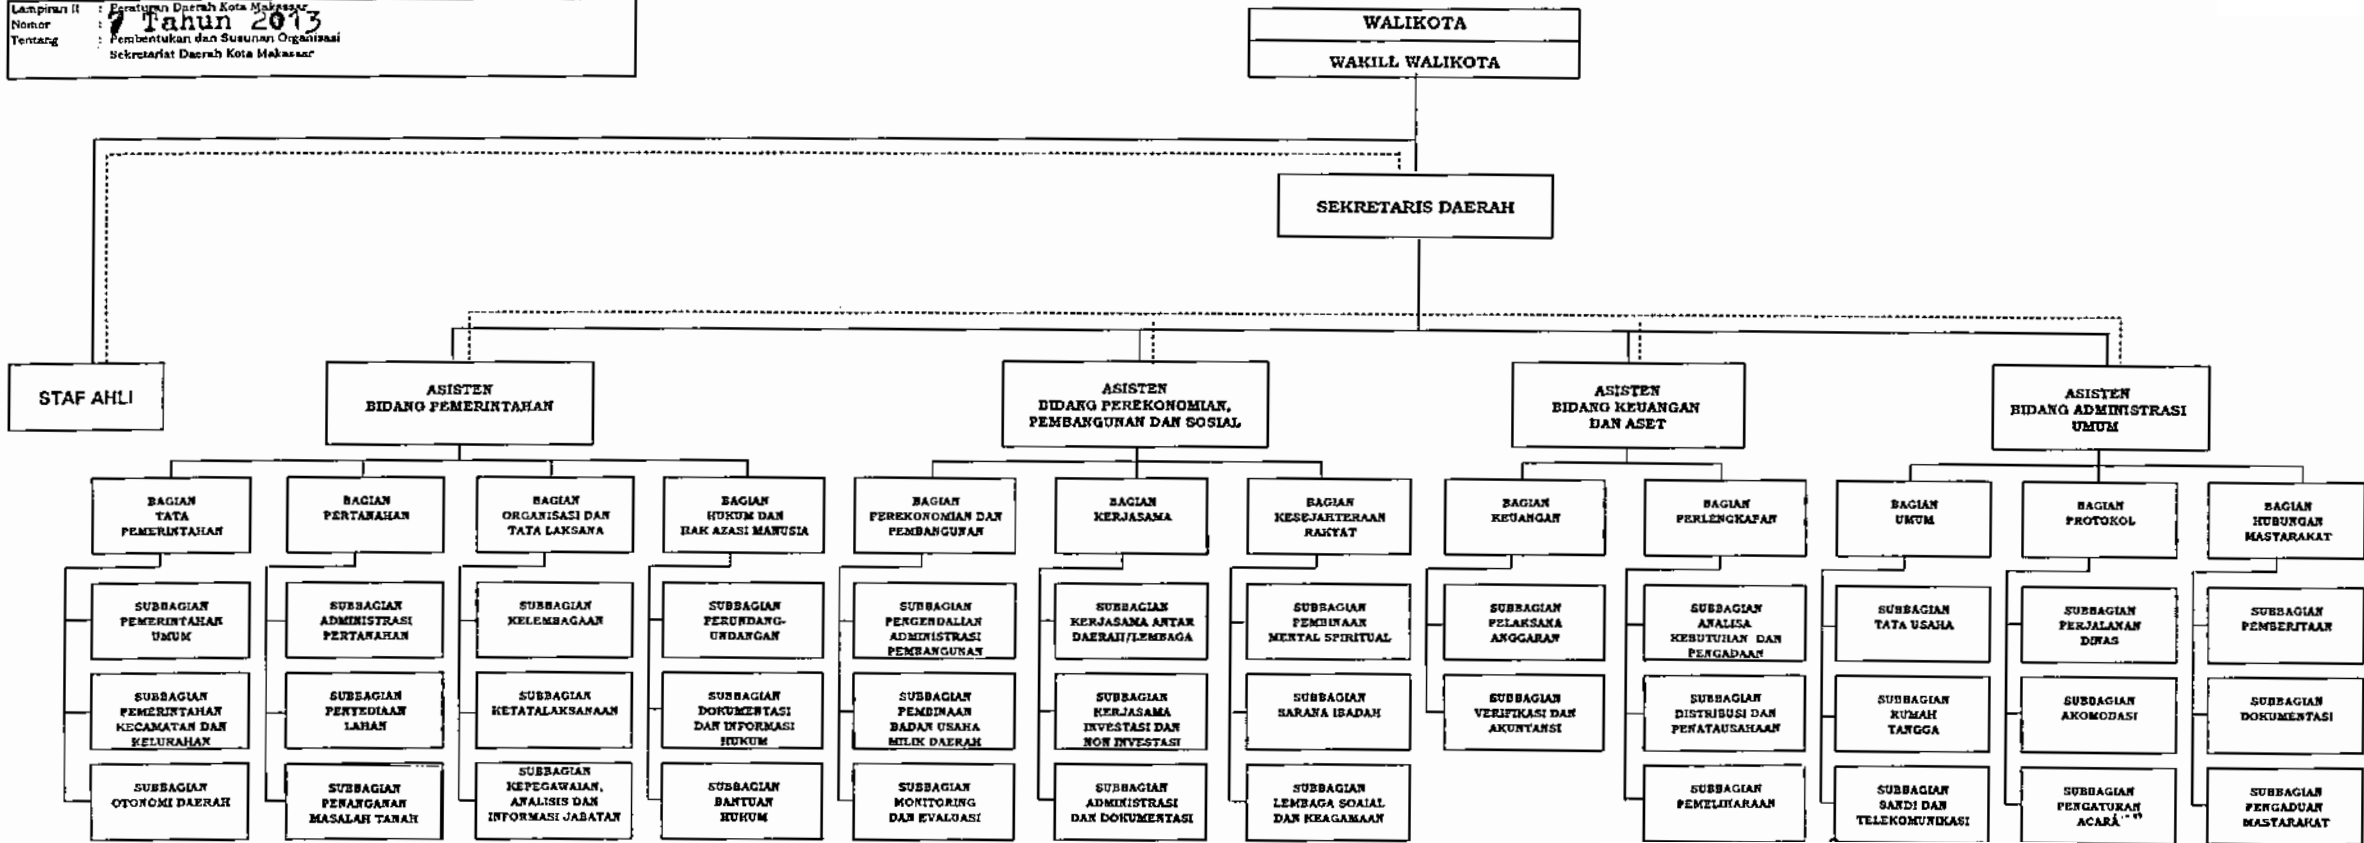 Lampiran II : Peraturan Daerah Kota Makassar
Nomor : 7 Tahun 2013
Tentang : Pembentukan dan Susunan Organisasi
Sekretariat Daerah Kota Makassar
WALIKOTA
WAKILL WALIKOTA
SEKRETARIS DAERAH
STAF AHLI
ASISTEN
BIDANG PEMERINTAHAN
ASISTEN
BIDANG PEREKONOMIAN,
PEMBANGUNAN DAN SOSIAL
ASISTEN
BIDANG KEUANGAN
DAN ASET
ASISTEN
BIDANG ADMINISTRASI
UMUM
BAGIAN
TATA
PEMERINTAHAN
BAGIAN
PERTANAHAN
BAGIAN
ORGANISASI DAN
TATA LAKSANA
BAGIAN
HUKUM DAN
HAK AZASI MANUSIA
BAGIAN
PEREKONOMIAN DAN
PEMBANGUNAN
BAGIAN
KERJASAMA
BAGIAN
KESEJAHTERAAN
RAKYAT
BAGIAN
KEUANGAN
BAGIAN
PERLENGKAPAN
BAGIAN
UMUM
BAGIAN
PROTOKOL
BAGIAN
HUBUNGAN
MASYARAKAT
SUBBAGIAN
PEMERINTAHAN
UMUM
SUBBAGIAN
ADMINISTRASI
PERTANAHAN
SUBBAGIAN
KELEMBAGAAN
SUBBAGIAN
PERUNDANG-
UNDANGAN
SUBBAGIAN
PENGENDALIAN
ADMINISTRASI
PEMBANGUNAN
SUBBAGIAN
KERJASAMA ANTAR
DAERAH/LEMBAGA
SUBBAGIAN
PEMBINAAN
MENTAL SPIRITUAL
SUBBAGIAN
PELAKSANA
ANGGARAN
SUBBAGIAN
ANALISA
KEBUTUHAN DAN
PENGADAAN
SUBBAGIAN
TATA USAHA
SUBBAGIAN
PERJALANAN
DINAS
SUBBAGIAN
PEMBERITAAN
SUBBAGIAN
PEMERINTAHAN
KECAMATAN DAN
KELURAHAN
SUBBAGIAN
PENYEDIAAN
LAHAN
SUBBAGIAN
KETATALAKSANAAN
SUBBAGIAN
DOKUMENTASI
DAN INFORMASI
HUKUM
SUBBAGIAN
PEMBINAAN
BADAN USAHA
MILIK DAERAH
SUBBAGIAN
KERJASAMA
INVESTASI DAN
NON INVESTASI
SUBBAGIAN
SARANA IBADAH
SUBBAGIAN
VERIFIKASI DAN
AKUNTANSI
SUBBAGIAN
DISTRIBUSI DAN
PENATAUSAHAAN
SUBBAGIAN
RUMAH
TANGGA
SUBBAGIAN
AKOMODASI
SUBBAGIAN
DOKUMENTASI
SUBBAGIAN
OTONOMI DAERAH
SUBBAGIAN
PENANGANAN
MASALAH TANAH
SUBBAGIAN
KEPEGAWAIAN,
ANALISIS DAN
INFORMASI JABATAN
SUBBAGIAN
BANTUAN
HUKUM
SUBBAGIAN
MONITORING
DAN EVALUASI
SUBBAGIAN
ADMINISTRASI
DAN DOKUMENTASI
SUBBAGIAN
LEMBAGA SOAIAL
DAN KEAGAMAAN
SUBBAGIAN
PEMELIHARAAN
SUBBAGIAN
SANDI DAN
TELEKOMUNIKASI
SUBBAGIAN
PENGATURAN
ACARA
SUBBAGIAN
PENGADUAN
MASYARAKAT